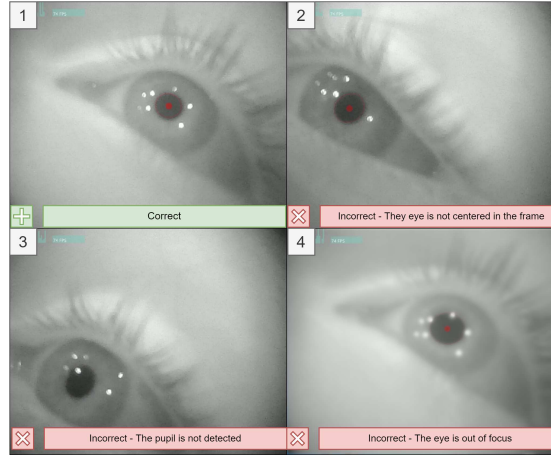 1
2
Correct
Incorrect - They eye is not centered in the frame
3
4
Incorrect - The pupil is not detected
Incorrect - The eye is out of focus